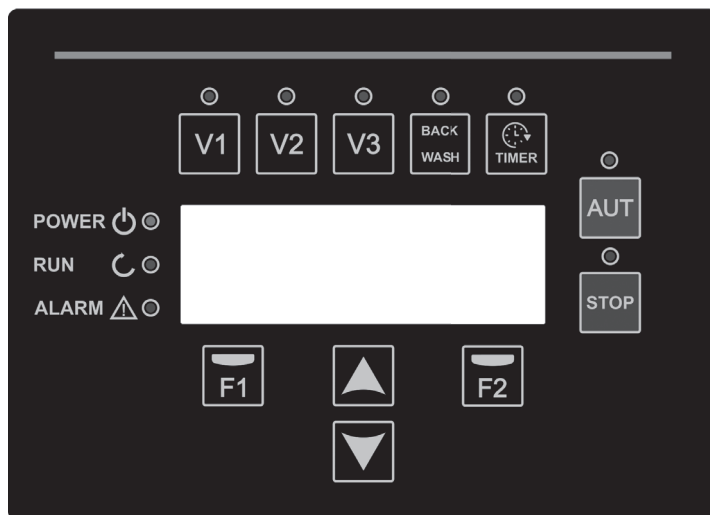 V1
V2
V3
BACK
WASH
TIMER
AUT
POWER
RUN
STOP
ALARM
F1
F2